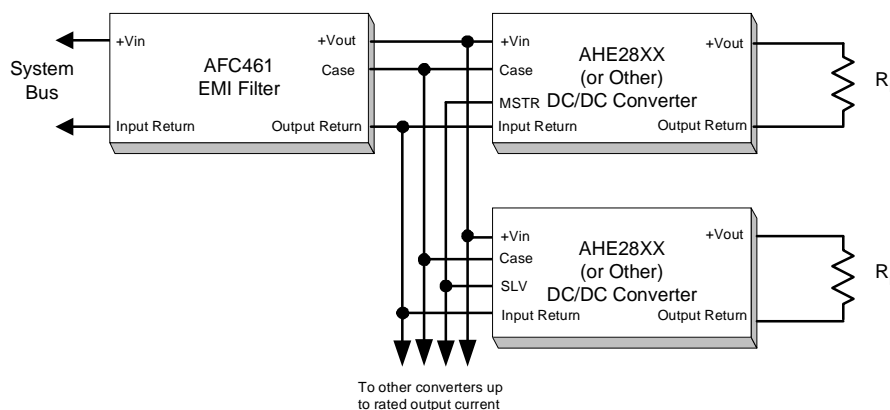 System
Bus
+Vin
Input Return
AFC461
EMI Filter
+Vout
Case
Output Return
+Vin
Case
MSTR
Input Return
AHE28XX
(or Other)
DC/DC Converter
+Vout
Output Return
R
+Vin
Case
SLV
Input Return
AHE28XX
(or Other)
DC/DC Converter
+Vout
Output Return
R
To other converters up
to rated output current